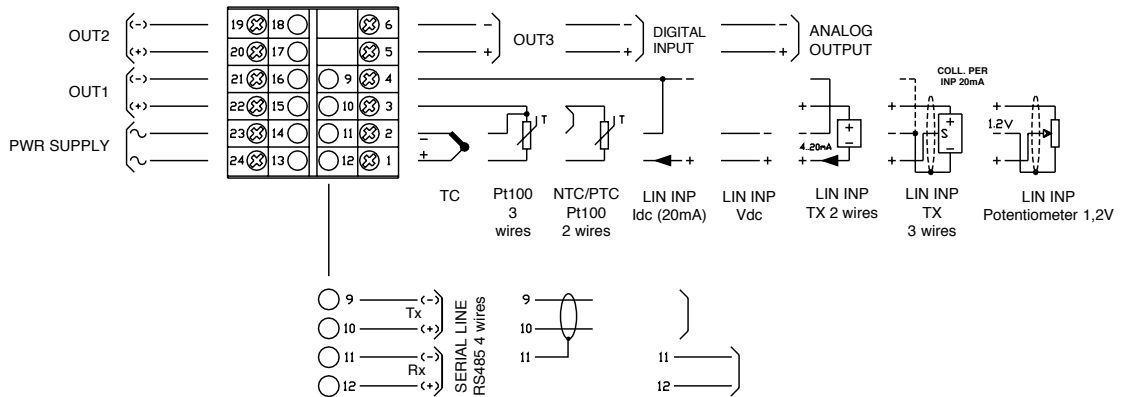 OUT2 (-)
(+)
OUT1 (-)
(+)
PWR SUPPLY
19 18 6
20 17 5
21 16 9 4
22 15 10 3
23 14 11 2
24 13 12 1
- OUT3
+
- DIGITAL
+ INPUT
- ANALOG
+ OUTPUT
-
+
TC
T
Pt100
3
wires
T
NTC/PTC
Pt100
2 wires
-
+
LIN INP
Idc (20mA)
-
+
LIN INP
Vdc
-
+
+
-
4..20mA
+
LIN INP
TX 2 wires
COLL. PER
INP 20mA
-
+
+
S
-
-
+
LIN INP
TX
3 wires
+
1.2V
-
+
LIN INP
Potentiometer 1,2V
9 (-)
Tx
10 (+)
11 (-)
Rx
12 (+)
SERIAL LINE
RS485 4 wires
9
10
11
11
12